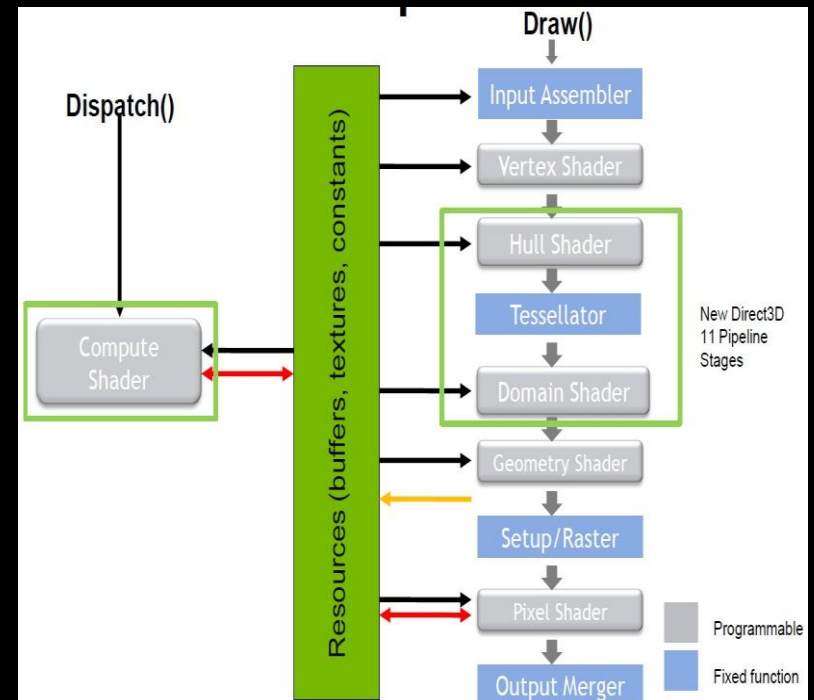 Draw()
Dispatch()
Resources (buffers, textures, constants)
Input Assembler
Vertex Shader
Hull Shader
Tessellator
Domain Shader
New Direct3D
11 Pipeline
Stages
Compute
Shader
Geometry Shader
Setup/Raster
Pixel Shader
Output Merger
Programmable
Fixed function